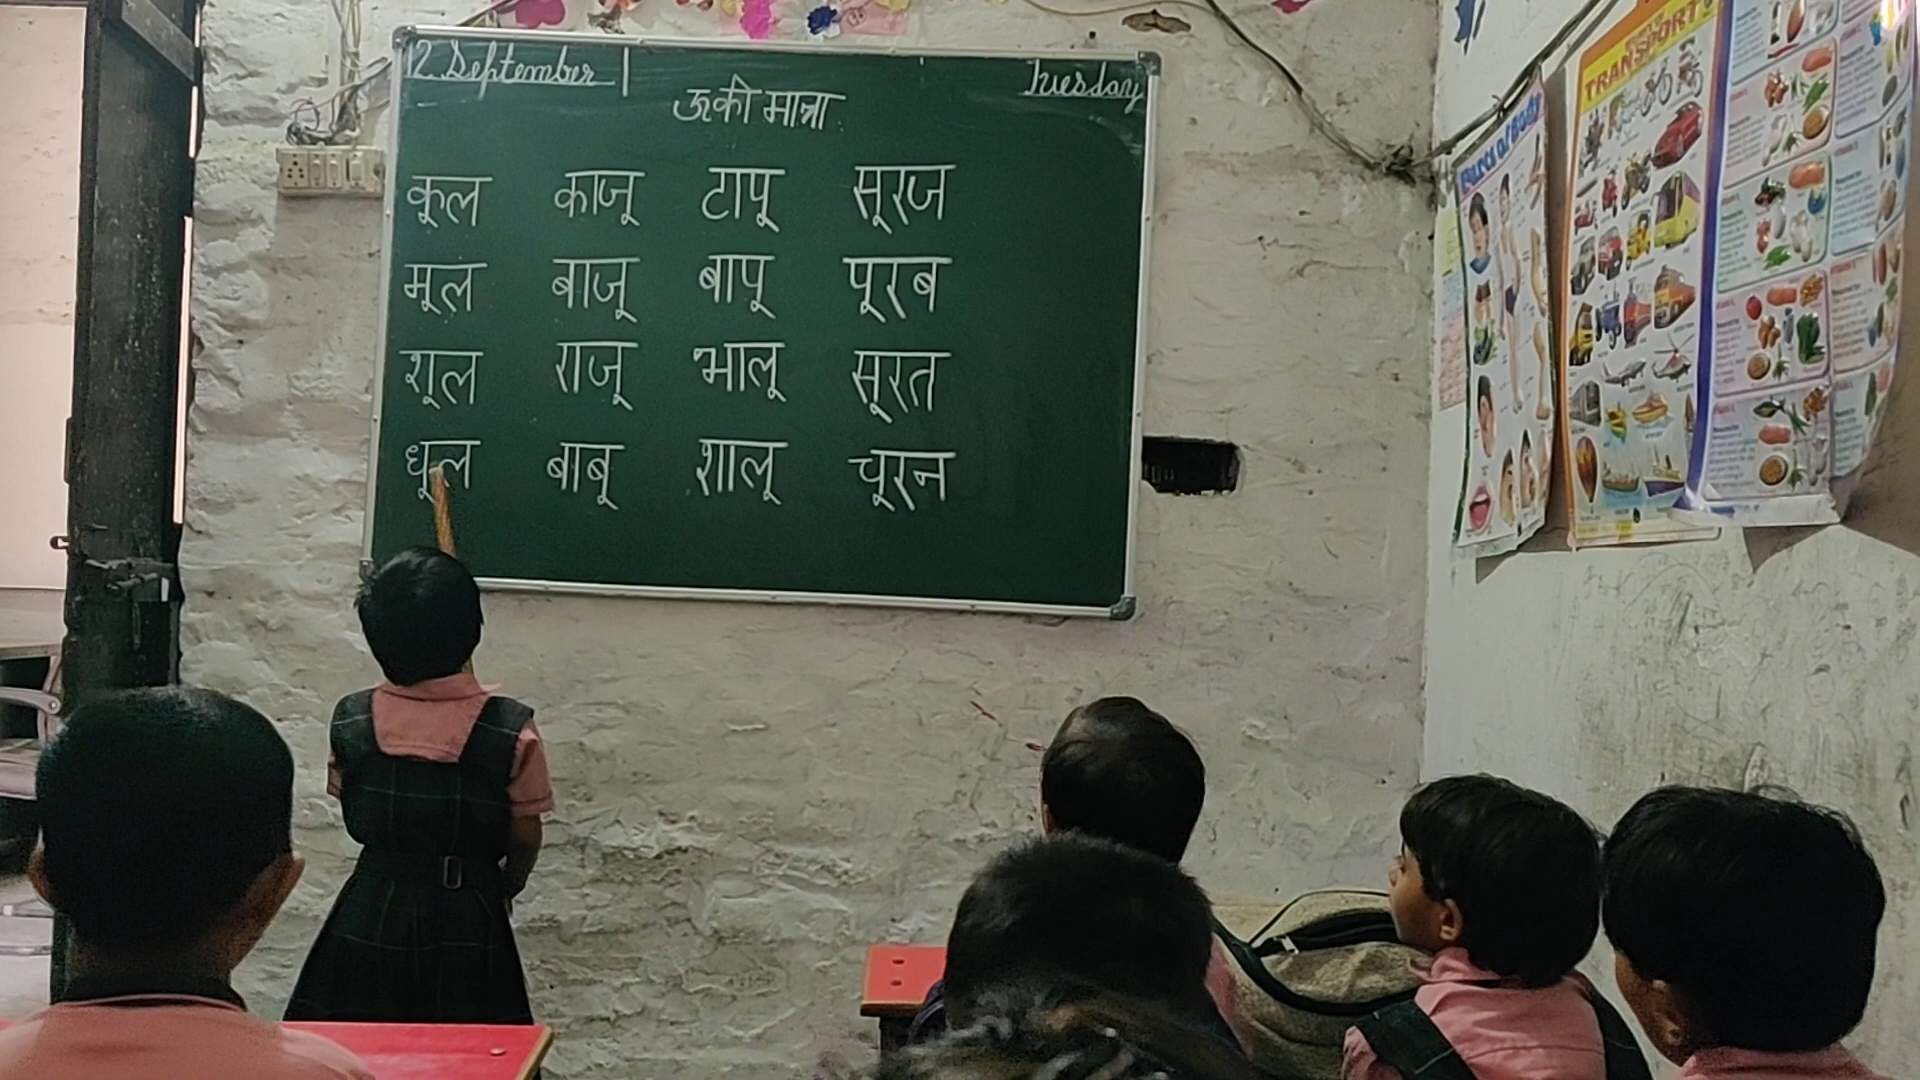 12 September | Tuesday
ऊ की मात्रा
कूल काजू टापू सूरज
मूल बाजू बापू पूरब
शूल राजू भालू सूरत
धूल बाबू शालू चूरन
TRANSPORT